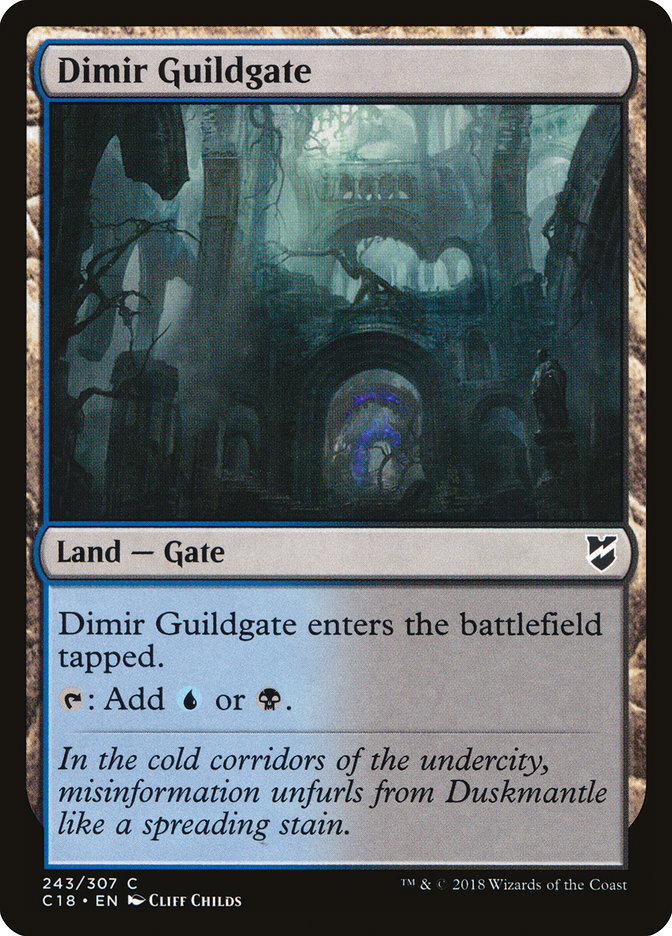 Dimir Guildgate
Land — Gate
Dimir Guildgate enters the battlefield
tapped.
: Add or .
In the cold corridors of the undercity,
misinformation unfurls from Duskmantle
like a spreading stain.
243/307 C
C18 • EN Cliff Childs
™ & © 2018 Wizards of the Coast